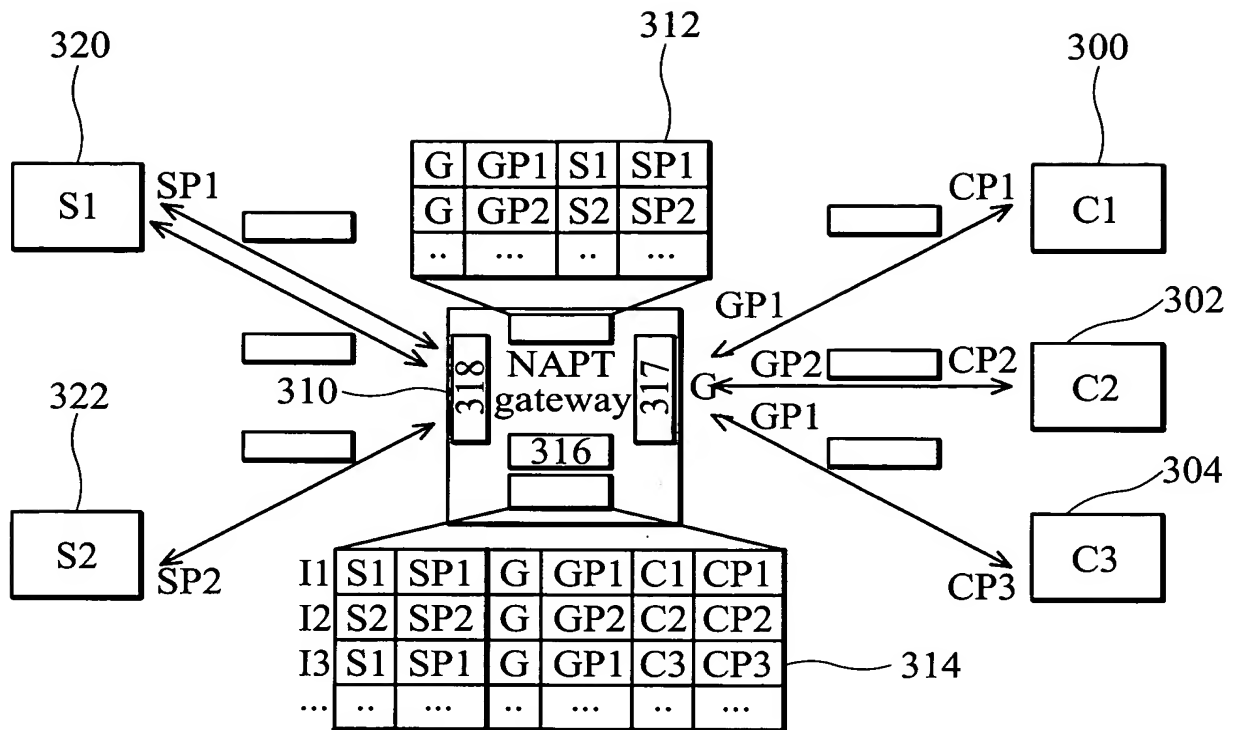 320
312
300
S1
SP1
G GP1 S1 SP1
G GP2 S2 SP2
.. ... .. ...
CP1
C1
GP1
302
310
318
NAPT
gateway
317
G
GP2
CP2
C2
GP1
322
316
304
S2
SP2
CP3
C3
I1 S1 SP1 G GP1 C1 CP1
I2 S2 SP2 G GP2 C2 CP2
I3 S1 SP1 G GP1 C3 CP3
... .. ... .. ... .. ...
314